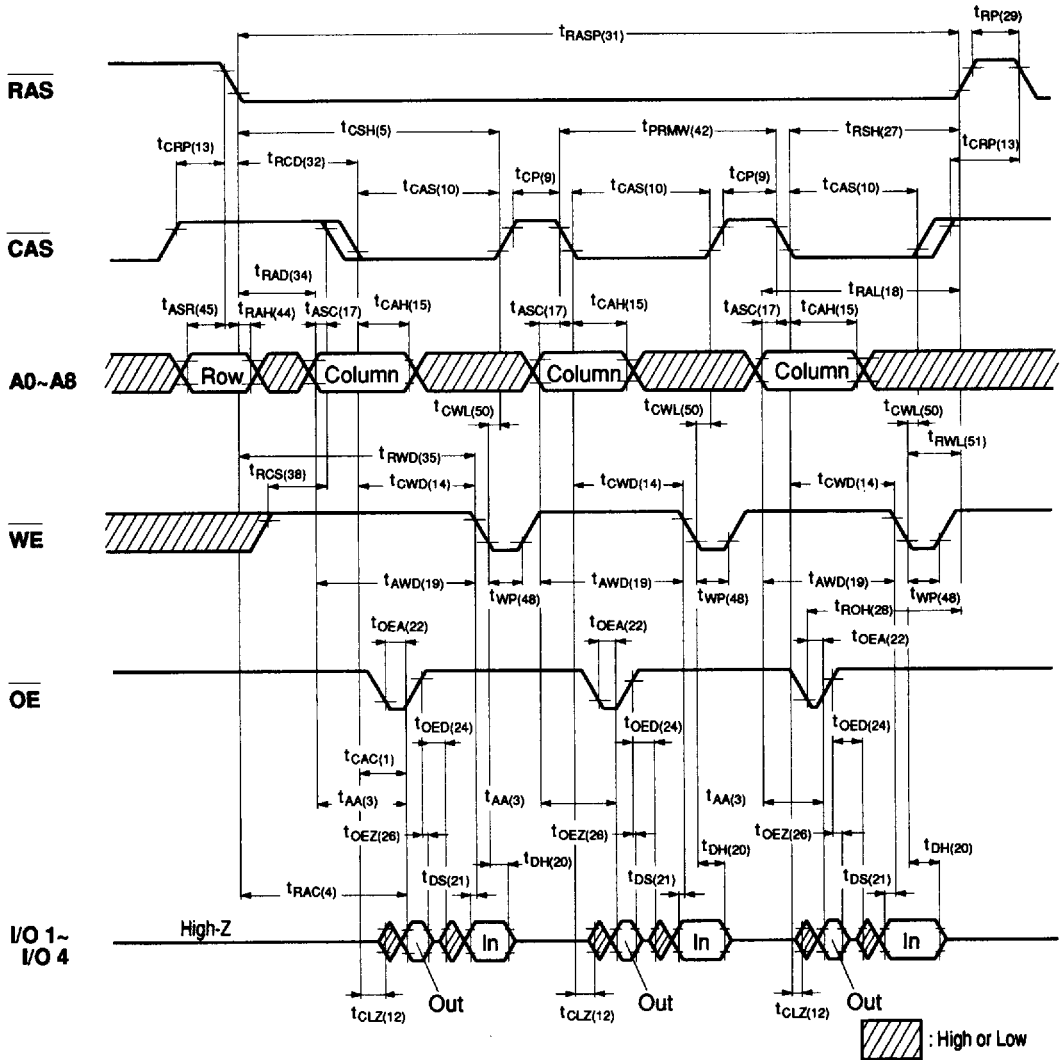 tRASP(31)
tRP(29)
RAS
tCSH(5)
tPRMW(42)
tRSH(27)
tCRP(13)
tRCD(32)
tCRP(13)
tCAS(10)
tCP(9)
tCAS(10)
tCP(9)
tCAS(10)
CAS
tRAD(34)
tRAL(18)
tASR(45)
tRAH(44)
tASC(17)
tCAH(15)
tASC(17)
tCAH(15)
tASC(17)
tCAH(15)
A0~A8
Row
Column
Column
Column
tCWL(50)
tCWL(50)
tCWL(50)
tRWL(51)
tRWD(35)
tRCS(38)
tCWD(14)
tCWD(14)
tCWD(14)
WE
tAWD(19)
tWP(48)
tAWD(19)
tWP(48)
tAWD(19)
tWP(48)
tROH(28)
tOEA(22)
tOEA(22)
tOEA(22)
OE
tOED(24)
tOED(24)
tOED(24)
tCAC(1)
tAA(3)
tAA(3)
tAA(3)
tOEZ(26)
tOEZ(26)
tOEZ(26)
tDH(20)
tDH(20)
tDH(20)
tRAC(4)
tDS(21)
tDS(21)
tDS(21)
I/O 1~
I/O 4
High-Z
In
In
In
Out
Out
Out
tCLZ(12)
tCLZ(12)
tCLZ(12)
: High or Low